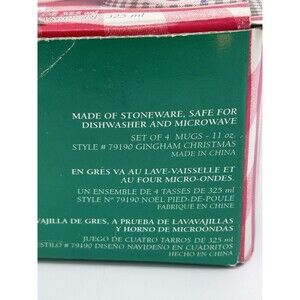 325 ml
MADE OF STONEWARE, SAFE FOR
DISHWASHER AND MICROWAVE
SET OF 4 MUGS - 11 oz.
STYLE # 79190 GINGHAM CHRISTMAS
MADE IN CHINA
EN GRÈS VA AU LAVE-VAISSELLE ET
AU FOUR MICRO-ONDES.
UN ENSEMBLE DE 4 TASSES DE 325 ml
STYLE N° 79190 NOËL PIED-DE-POULE
FABRIQUÉ EN CHINE
VAJILLA DE GRES, A PRUEBA DE LAVAVAJILLAS
Y HORNO DE MICROONDAS
JUEGO DE CUATRO TARROS DE 325 ml
ESTILO # 79190 DISEÑO NAVIDEÑO EN CUADRITOS
HECHO EN CHINA